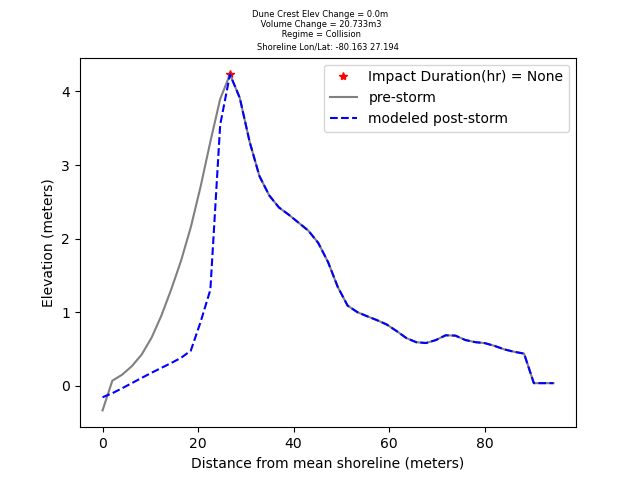 Dune Crest Elev Change = 0.0m
Volume Change = 20.733m3
Regime = Collision
Shoreline Lon/Lat: -80.163 27.194
Impact Duration(hr) = None
pre-storm
modeled post-storm
Elevation (meters)
4
3
2
1
0
0 20 40 60 80
Distance from mean shoreline (meters)